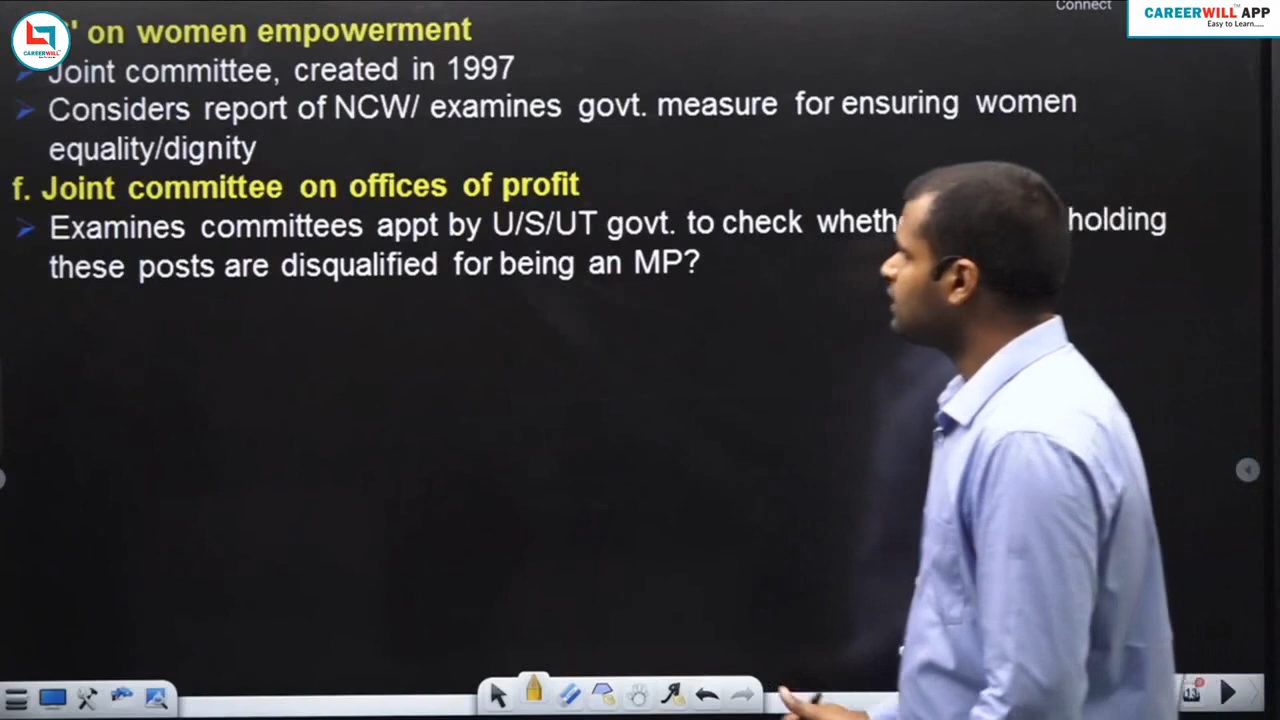 Connect
CAREERWILL APP
Easy to Learn.....
CAREERWILL
' on women empowerment
Joint committee, created in 1997
Considers report of NCW/ examines govt. measure for ensuring women
equality/dignity
f. Joint committee on offices of profit
Examines committees appt by U/S/UT govt. to check holding
these posts are disqualified for being an MP?
13